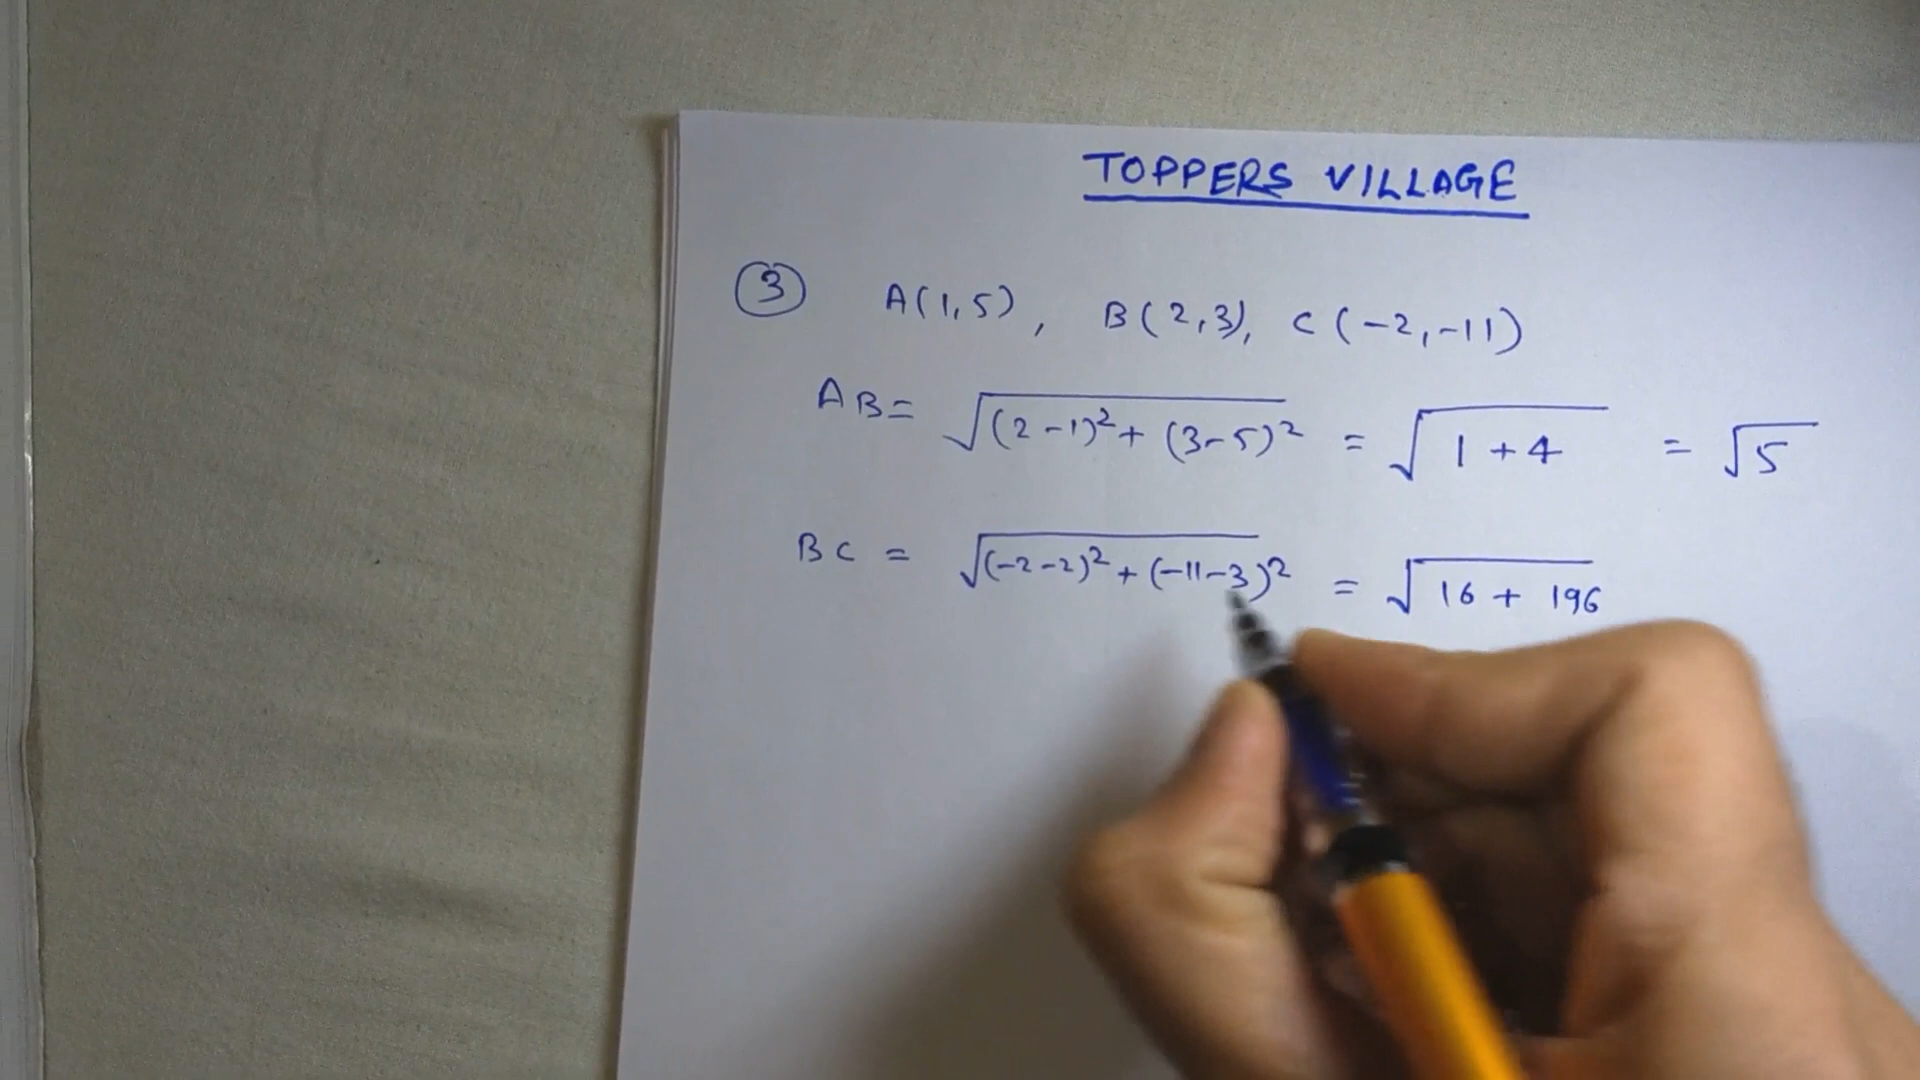 TOPPERS VILLAGE
③ A(1,5), B(2,3), C(-2,-11)
AB = √(2-1)² + (3-5)² = √1+4 = √5
BC = √(-2-2)² + (-11-3)² = √16 + 196